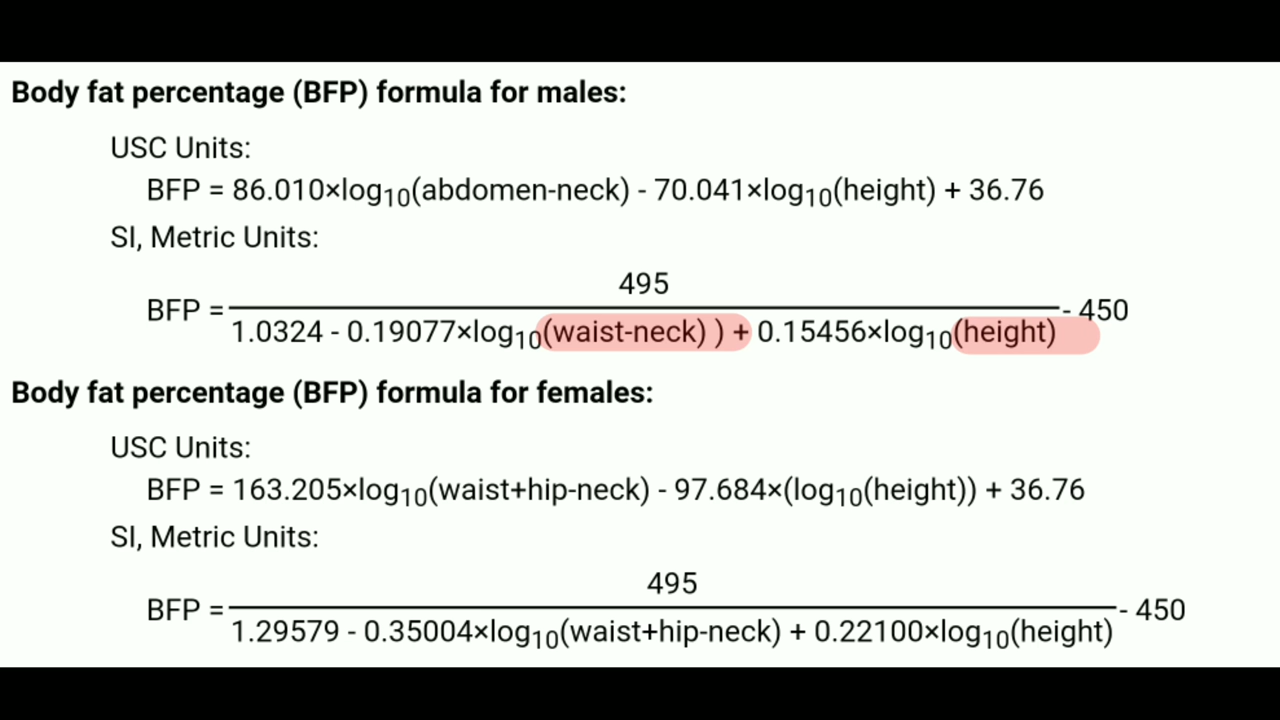 Body fat percentage (BFP) formula for males:
USC Units:
BFP = 86.010×log10(abdomen-neck) - 70.041×log10(height) + 36.76
SI, Metric Units:
495
BFP = - 450
1.0324 - 0.19077×log10(waist-neck) ) + 0.15456×log10(height)
Body fat percentage (BFP) formula for females:
USC Units:
BFP = 163.205×log10(waist+hip-neck) - 97.684×(log10(height)) + 36.76
SI, Metric Units:
495
BFP = - 450
1.29579 - 0.35004×log10(waist+hip-neck) + 0.22100×log10(height)